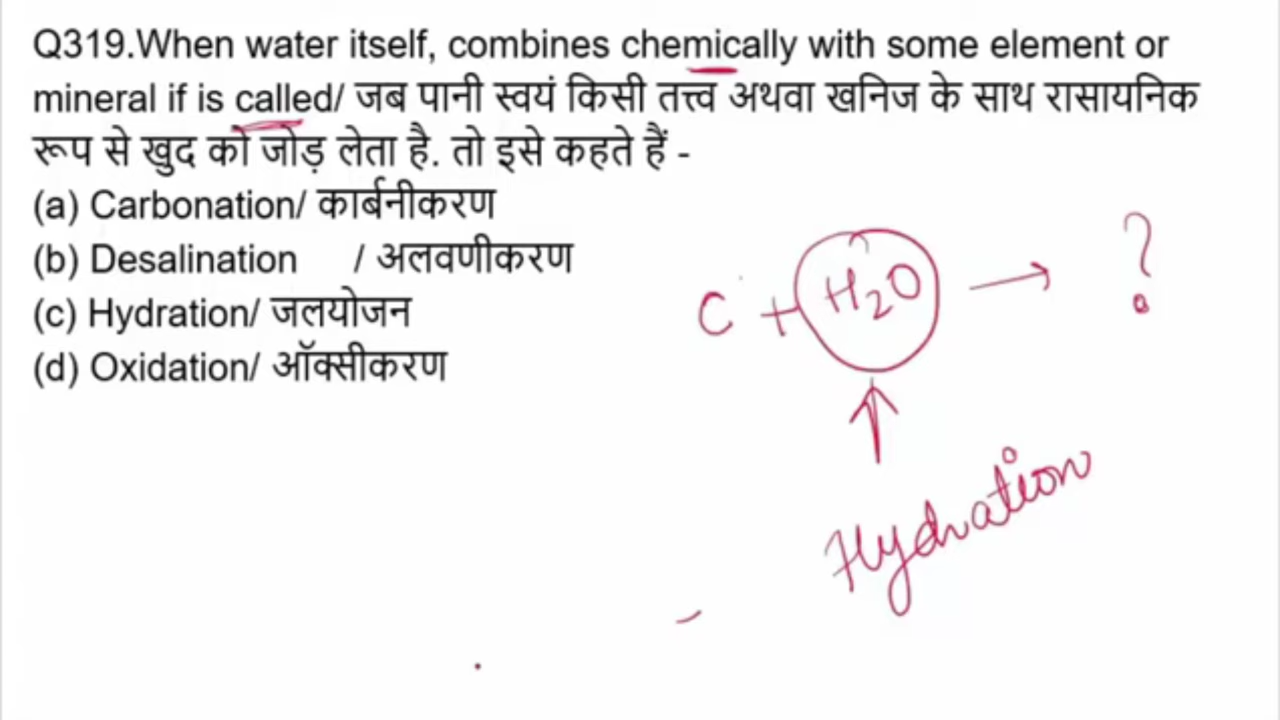 Q319.When water itself, combines chemically with some element or
mineral if is called/ जब पानी स्वयं किसी तत्त्व अथवा खनिज के साथ रासायनिक
रूप से खुद को जोड़ लेता है. तो इसे कहते हैं -
(a) Carbonation/ कार्बनीकरण
(b) Desalination / अलवणीकरण
(c) Hydration/ जलयोजन
(d) Oxidation/ ऑक्सीकरण
C + H₂O → ?
Hydration